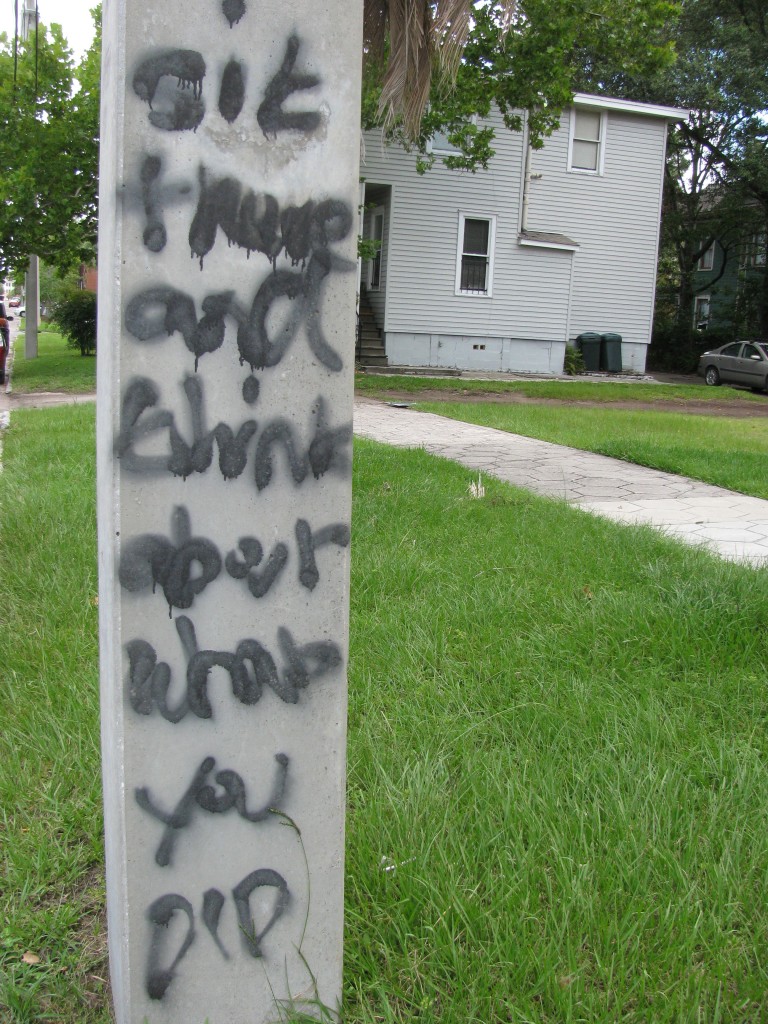 sit
there
and
think
about
what
you
DID